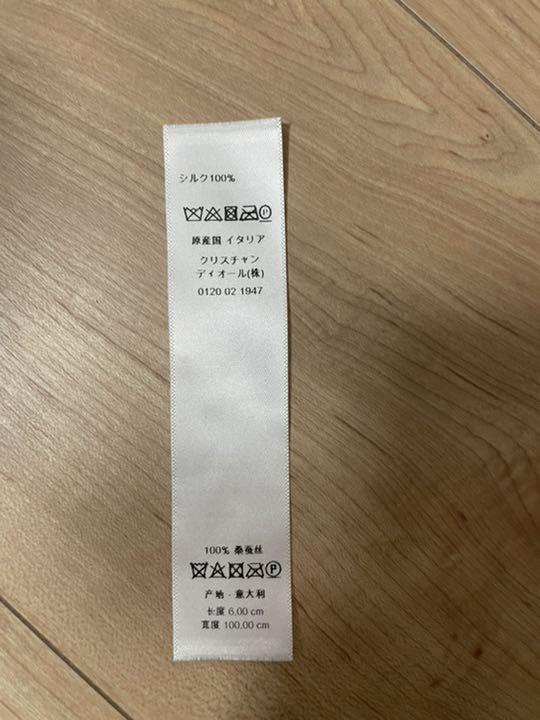 シルク100%
原産国 イタリア
クリスチャン
ディオール(株)
0120 02 1947
100% 桑蚕丝
P
产地 - 意大利
长度 6.00 cm
宽度 100.00 cm